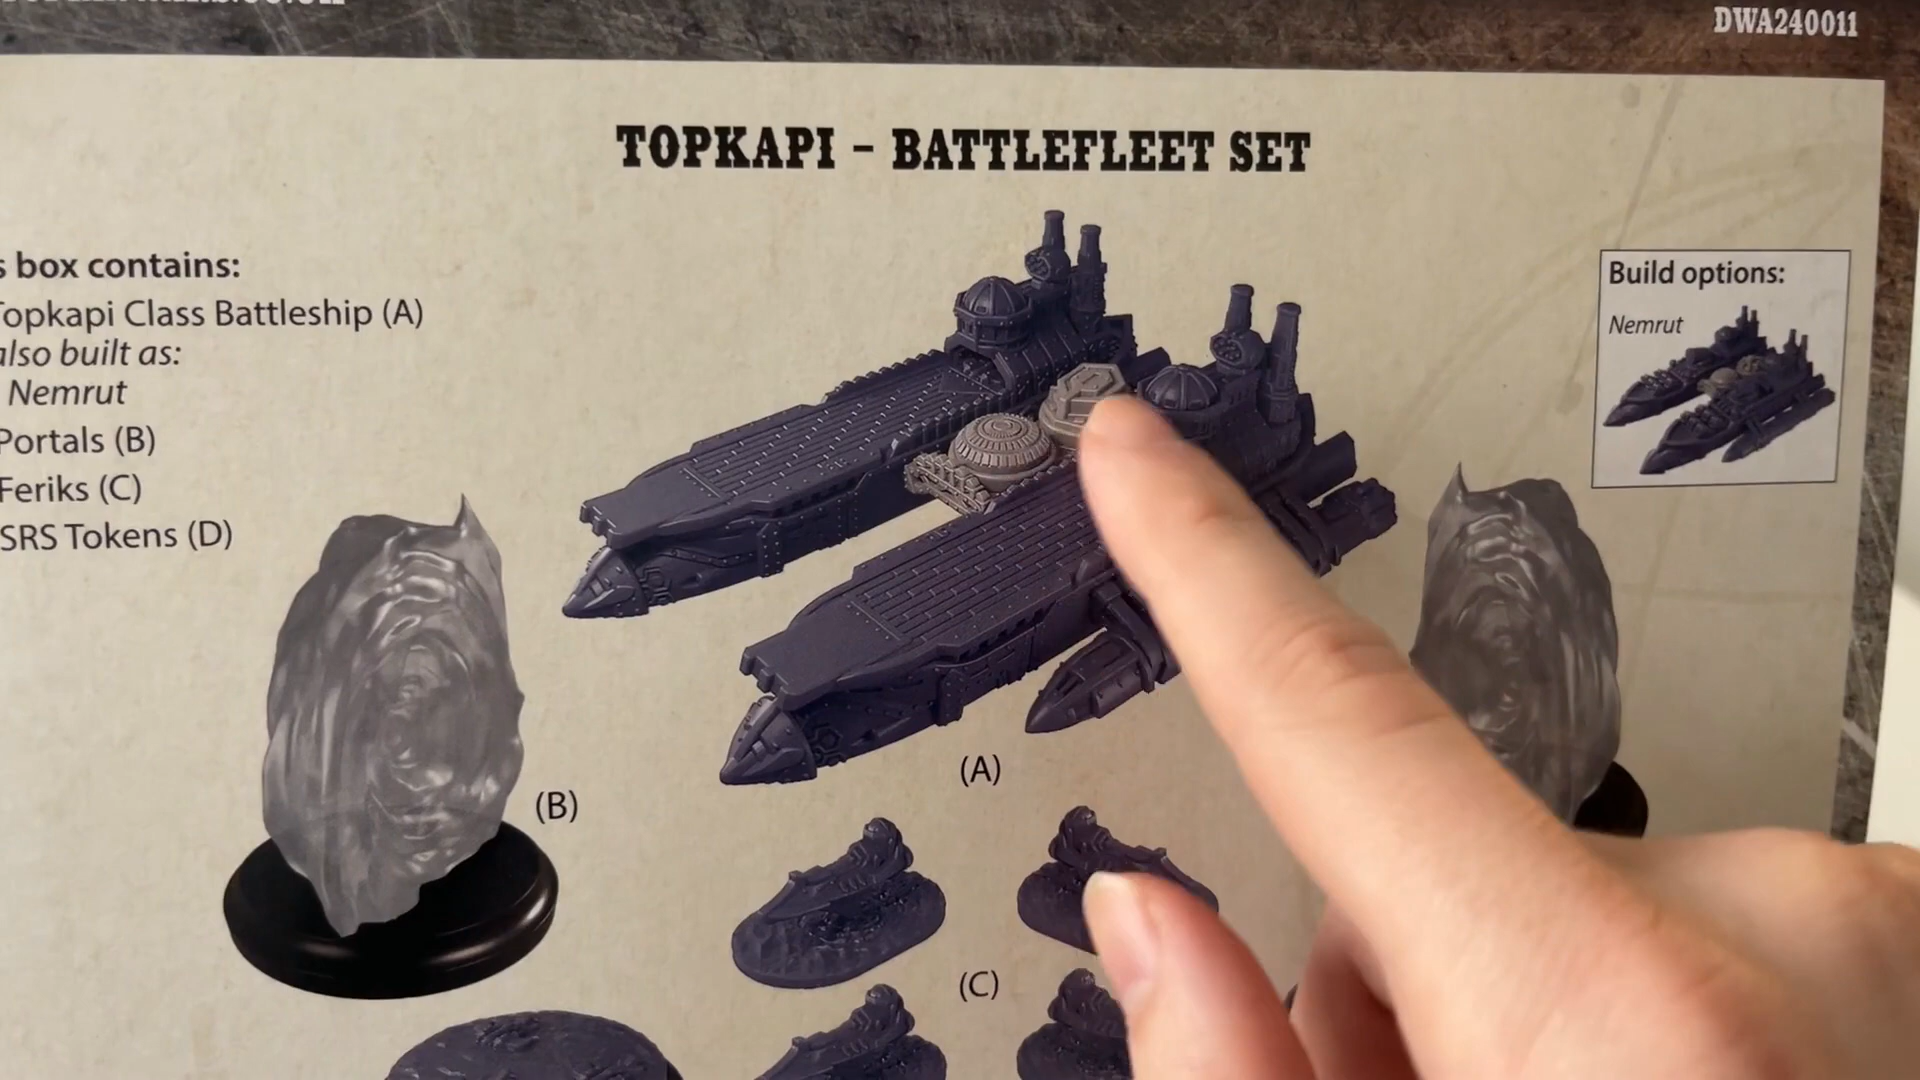 DWA240011
TOPKAPI – BATTLEFLEET SET
box contains:
Topkapi Class Battleship (A)
also built as:
Nemrut
Portals (B)
Feriks (C)
SRS Tokens (D)
Build options:
Nemrut
(A)
(B)
(C)